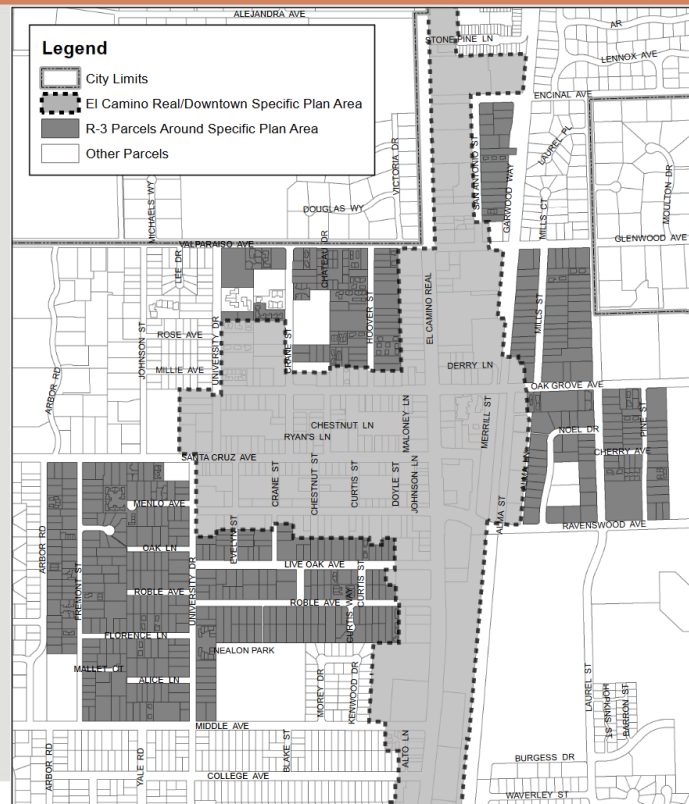 ALEJANDRA AVE
AR
STONE PINE LN
LENNOX AVE
Legend
City Limits
El Camino Real/Downtown Specific Plan Area
R-3 Parcels Around Specific Plan Area
Other Parcels
ENCINAL AVE
LAUREL PL
VICTORIA DR
SAN ANTONIO ST
GARWOOD WAY
MILLS CT
MOULTON DR
MICHAELS WY
DOUGLAS WY
GLENWOOD AVE
VALPARAISO AVE
LEE DR
CHATEAU DR
EL CAMINO REAL
HOOVER ST
MILLS ST
JOHNSON ST
ROSE AVE
UNIVERSITY DR
CRANE ST
MILLIE AVE
DERRY LN
ARBOR RD
OAK GROVE AVE
MALONEY LN
MERRILL ST
PINE ST
CHESTNUT LN
RYAN'S LN
NOEL DR
SANTA CRUZ AVE
CHERRY AVE
ALMA LN
CRANE ST
CHESTNUT ST
CURTIS ST
DOYLE ST
JOHNSON LN
MENLO AVE
ALMA ST
RAVENSWOOD AVE
EVELYN ST
ARBOR RD
OAK LN
LIVE OAK AVE
FREMONT ST
UNIVERSITY DR
ROBLE AVE
CURTIS ST
ROBLE AVE
CURTIS WAY
FLORENCE LN
NEALON PARK
MALLET CT
ALICE LN
MOREY DR
KENWOOD DR
LAUREL ST
HOPKINS ST
BARRON ST
MIDDLE AVE
BLAKE ST
ALTO LN
ARBOR RD
YALE RD
COLLEGE AVE
BURGESS DR
WAVERLEY ST